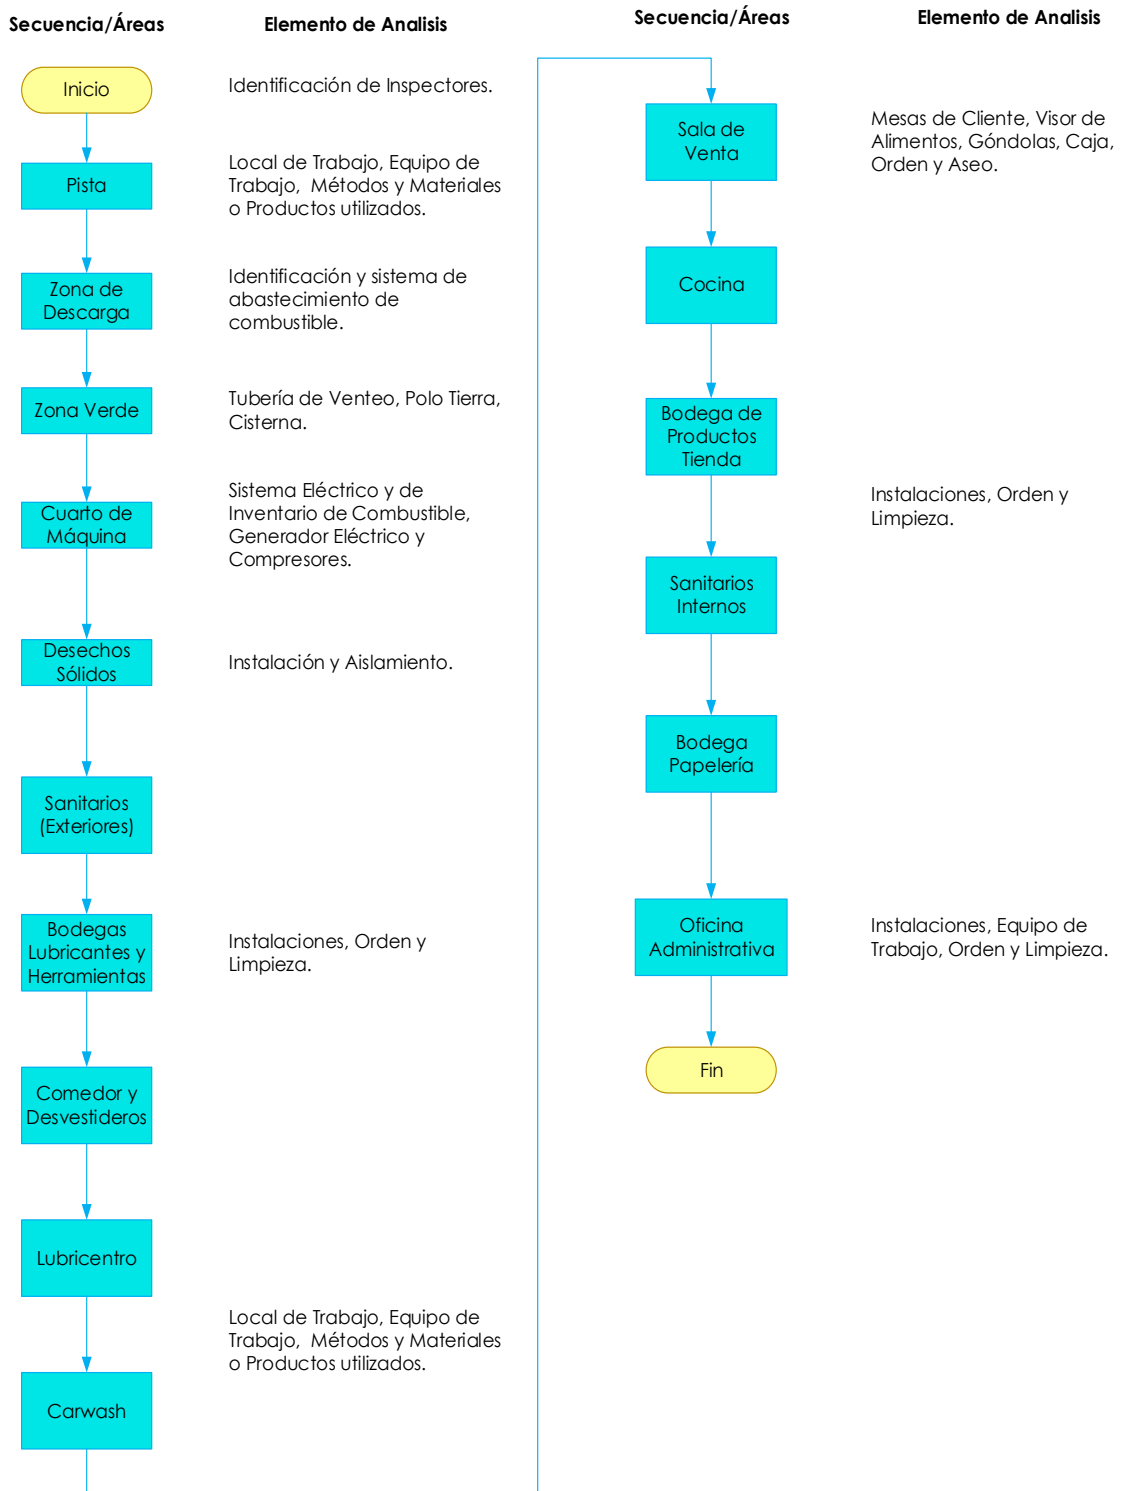 Secuencia/Áreas
Elemento de Analisis
Inicio
Identificación de Inspectores.
Pista
Local de Trabajo, Equipo de
Trabajo,  Métodos y Materiales
o Productos utilizados.
Zona de
Descarga
Identificación y sistema de
abastecimiento de
combustible.
Zona Verde
Tubería de Venteo, Polo Tierra,
Cisterna.
Cuarto de
Máquina
Sistema Eléctrico y de
Inventario de Combustible,
Generador Eléctrico y
Compresores.
Desechos
Sólidos
Instalación y Aislamiento.
Sanitarios
(Exteriores)
Bodegas
Lubricantes y
Herramientas
Instalaciones, Orden y
Limpieza.
Comedor y
Desvestideros
Lubricentro
Local de Trabajo, Equipo de
Trabajo,  Métodos y Materiales
o Productos utilizados.
Carwash
Secuencia/Áreas
Elemento de Analisis
Sala de
Venta
Mesas de Cliente, Visor de
Alimentos, Góndolas, Caja,
Orden y Aseo.
Cocina
Bodega de
Productos
Tienda
Instalaciones, Orden y
Limpieza.
Sanitarios
Internos
Bodega
Papelería
Oficina
Administrativa
Instalaciones, Equipo de
Trabajo, Orden y Limpieza.
Fin